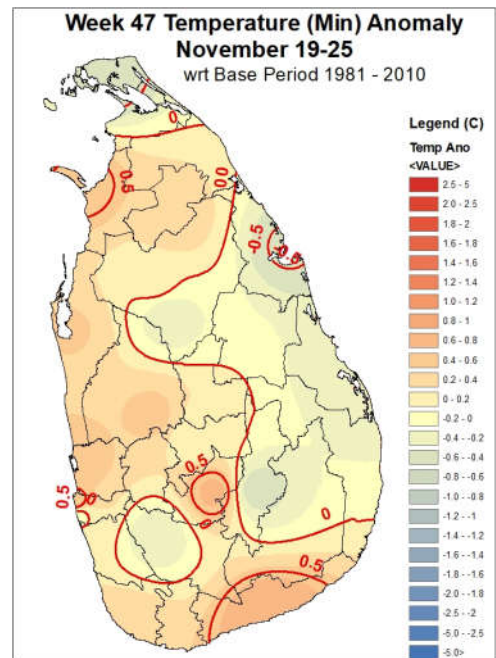 Week 47 Temperature (Min) Anomaly
November 19-25
wrt Base Period 1981 - 2010
Legend (C)
Temp Ano
<VALUE>
2.5 - 5
2.0 - 2.5
1.8 - 2
1.6 - 1.8
1.4 - 1.6
1.2 - 1.4
1.0 - 1.2
0.8 - 1
0.6 - 0.8
0.4 - 0.6
0.2 - 0.4
0 - 0.2
-0.2 - 0
-0.4 - -0.2
-0.6 - -0.4
-0.8 - -0.6
-1.0 - -0.8
-1.2 - -1
-1.4 - -1.2
-1.6 - -1.4
-1.8 - -1.6
-2.0 - -1.8
-2.5 - -2
-5.0 - -2.5
-5.0>
0
0.5
00
-0.5
-0.5
0.5
0.5
0
0
0
0.5